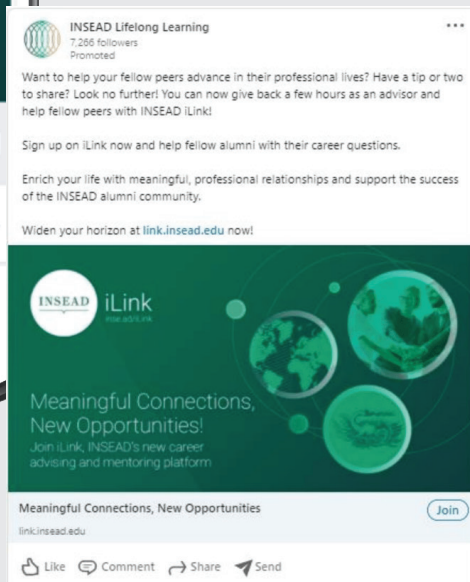 INSEAD Lifelong Learning
7,266 followers
Promoted
Want to help your fellow peers advance in their professional lives? Have a tip or two
to share? Look no further! You can now give back a few hours as an advisor and
help fellow peers with INSEAD iLink!
Sign up on iLink now and help fellow alumni with their career questions.
Enrich your life with meaningful, professional relationships and support the success
of the INSEAD alumni community.
Widen your horizon at link.insead.edu now!
INSEAD iLink
Meaningful Connections,
New Opportunities!
Join iLink, INSEAD's new career
advising and mentoring platform
Meaningful Connections, New Opportunities
Join
link.insead.edu
Like Comment Share Send